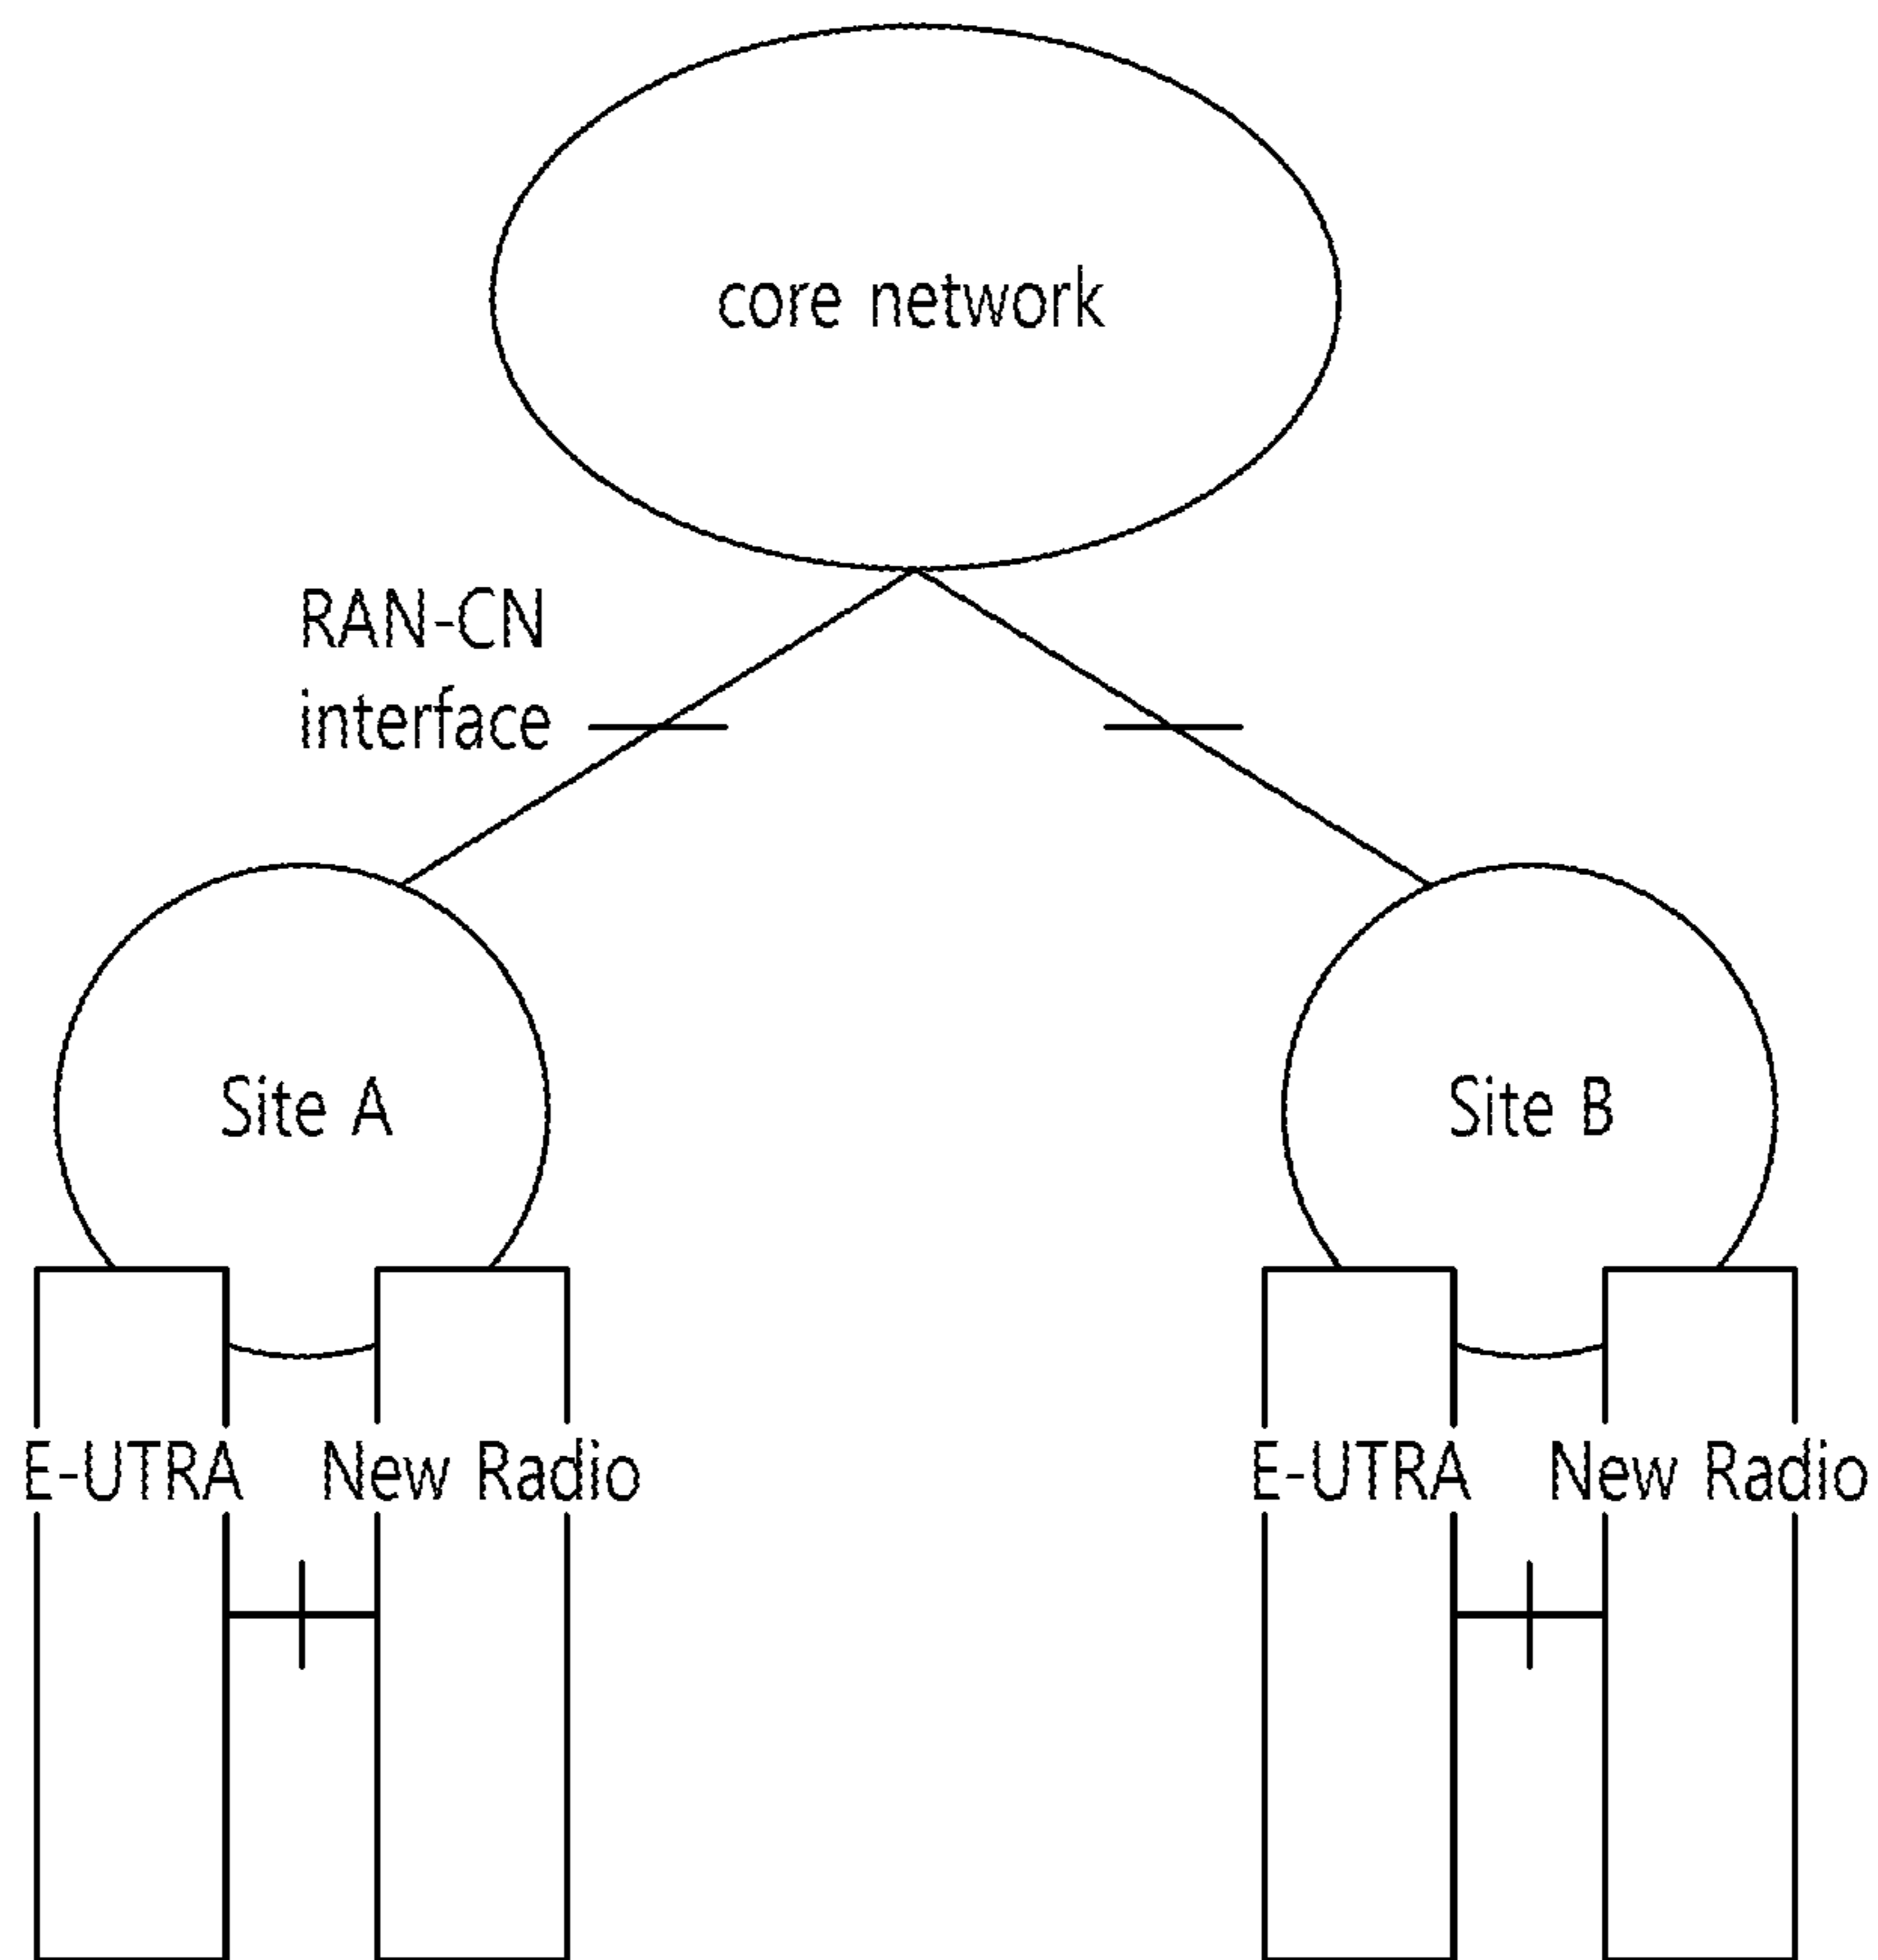 core network
RAN-CN
interface
Site A
Site B
E-UTRA
New Radio
E-UTRA
New Radio